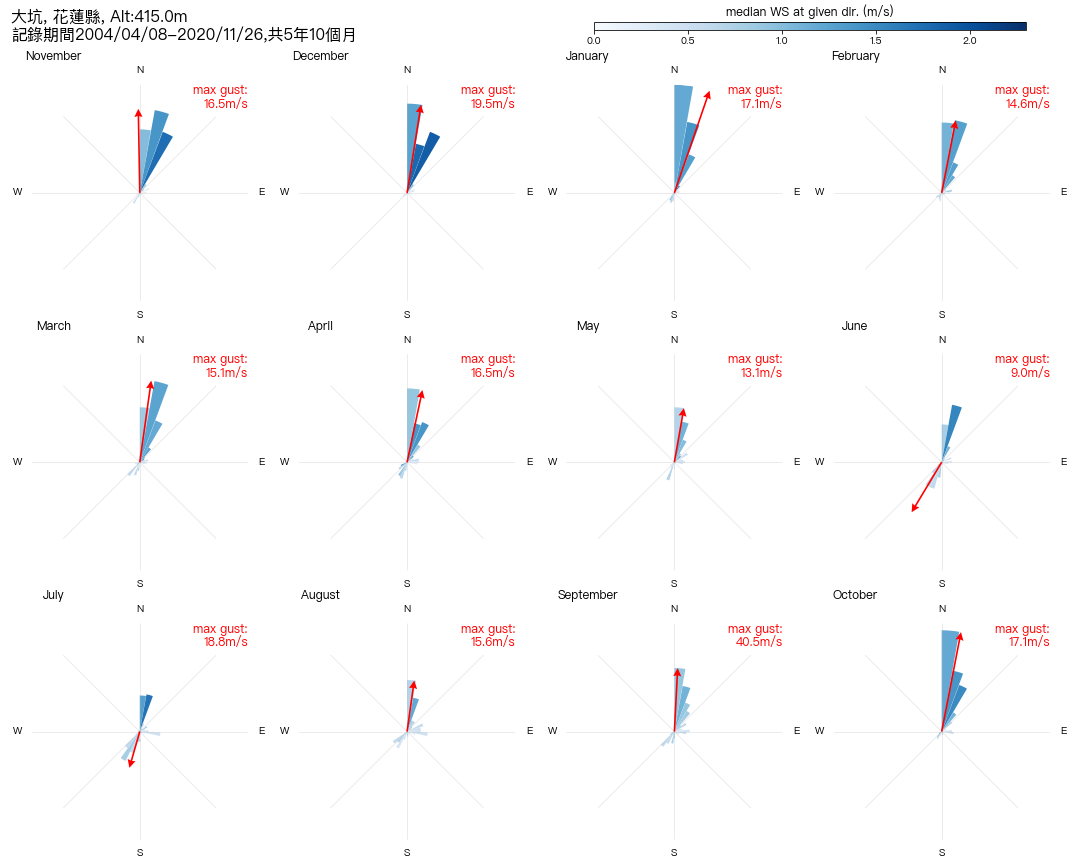 大坑, 花蓮縣, Alt:415.0m
記錄期間2004/04/08–2020/11/26,共5年10個月
median WS at given dir. (m/s)
0.0 0.5 1.0 1.5 2.0
November
N
max gust:
16.5m/s
W E
S
December
N
max gust:
19.5m/s
W E
S
January
N
max gust:
17.1m/s
W E
S
February
N
max gust:
14.6m/s
W E
S
March
N
max gust:
15.1m/s
W E
S
April
N
max gust:
16.5m/s
W E
S
May
N
max gust:
13.1m/s
W E
S
June
N
max gust:
9.0m/s
W E
S
July
N
max gust:
18.8m/s
W E
S
August
N
max gust:
15.6m/s
W E
S
September
N
max gust:
40.5m/s
W E
S
October
N
max gust:
17.1m/s
W E
S